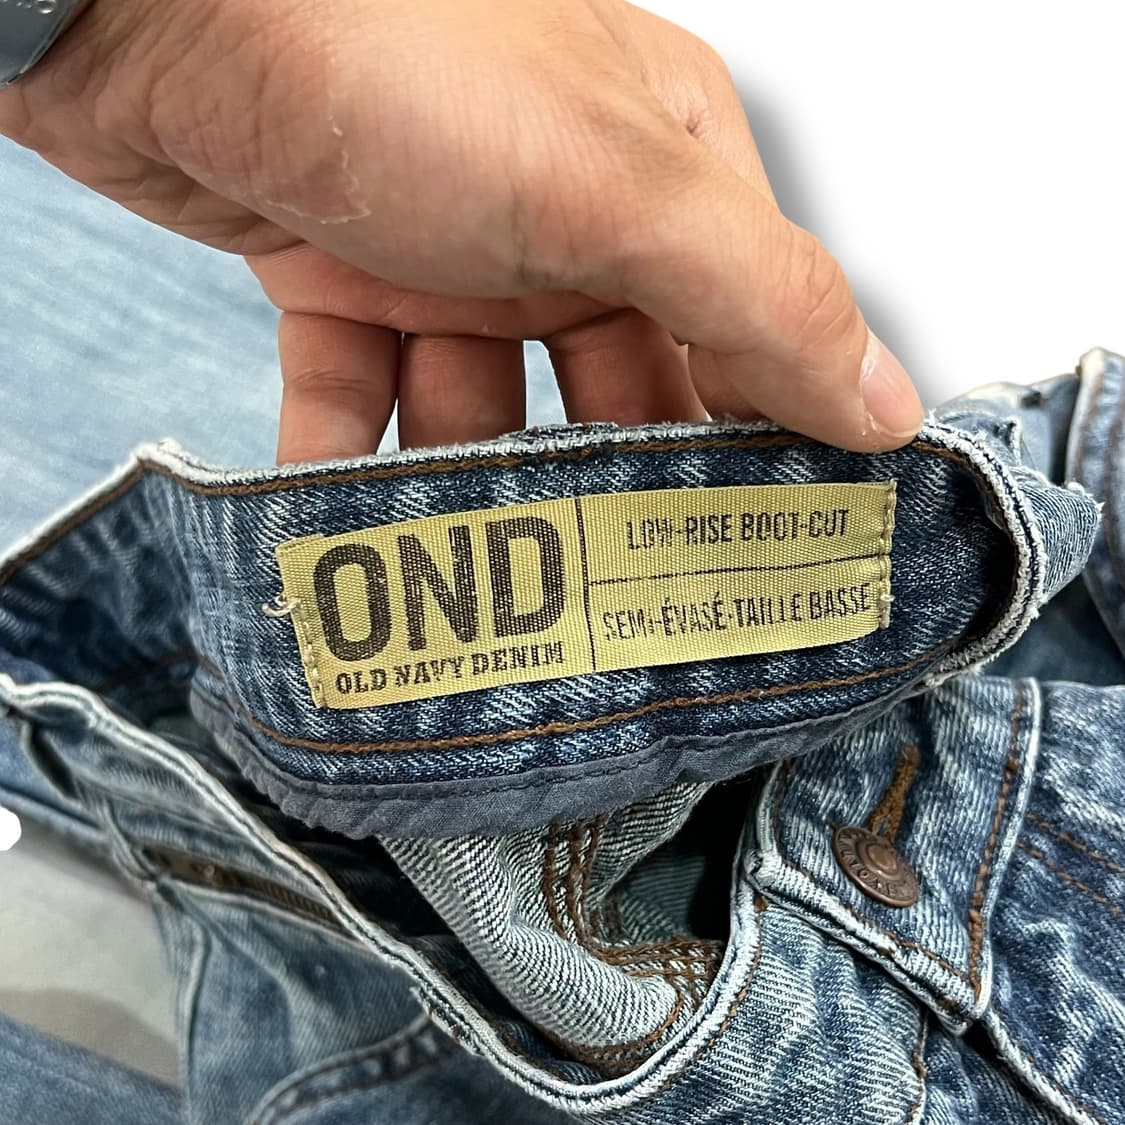 OND
OLD NAVY DENIM
LOW-RISE BOOT-CUT
SEMI-ÉVASÉ·TAILLE BASSE